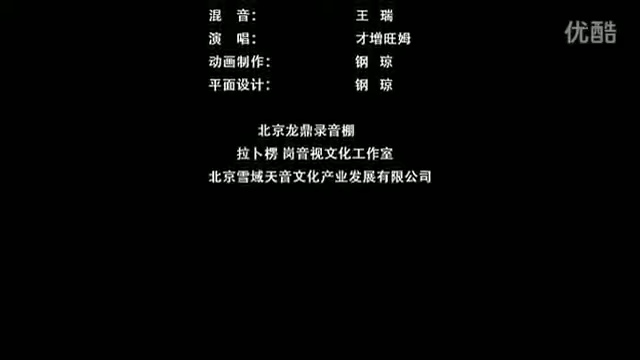 混 音： 王 瑞
演 唱： 才增旺姆
动画制作： 钢 琼
平面设计： 钢 琼
北京龙鼎录音棚
拉卜楞 岗音视文化工作室
北京雪域天音文化产业发展有限公司
优酷